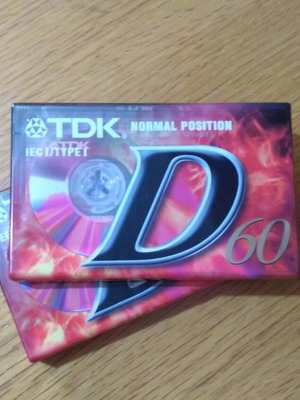 TDK NORMAL POSITION
IEC I/TYPE I
D 60